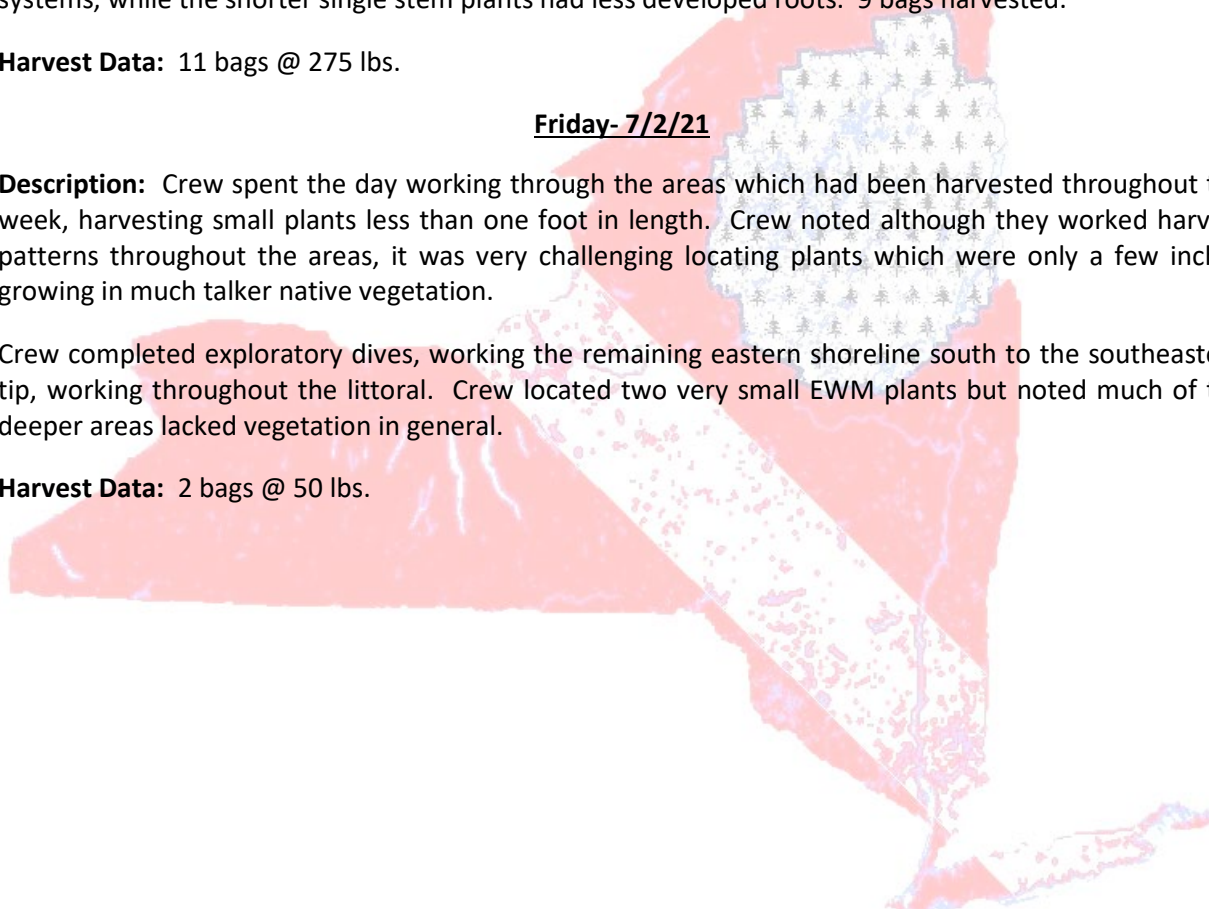 systems, while the shorter single stem plants had less developed roots. 9 bags harvested.
Harvest Data: 11 bags @ 275 lbs.
Friday- 7/2/21
Description: Crew spent the day working through the areas which had been harvested throughout
week, harvesting small plants less than one foot in length. Crew noted although they worked harv
patterns throughout the areas, it was very challenging locating plants which were only a few inch
growing in much talker native vegetation.
Crew completed exploratory dives, working the remaining eastern shoreline south to the southeaste
tip, working throughout the littoral. Crew located two very small EWM plants but noted much of
deeper areas lacked vegetation in general.
Harvest Data: 2 bags @ 50 lbs.